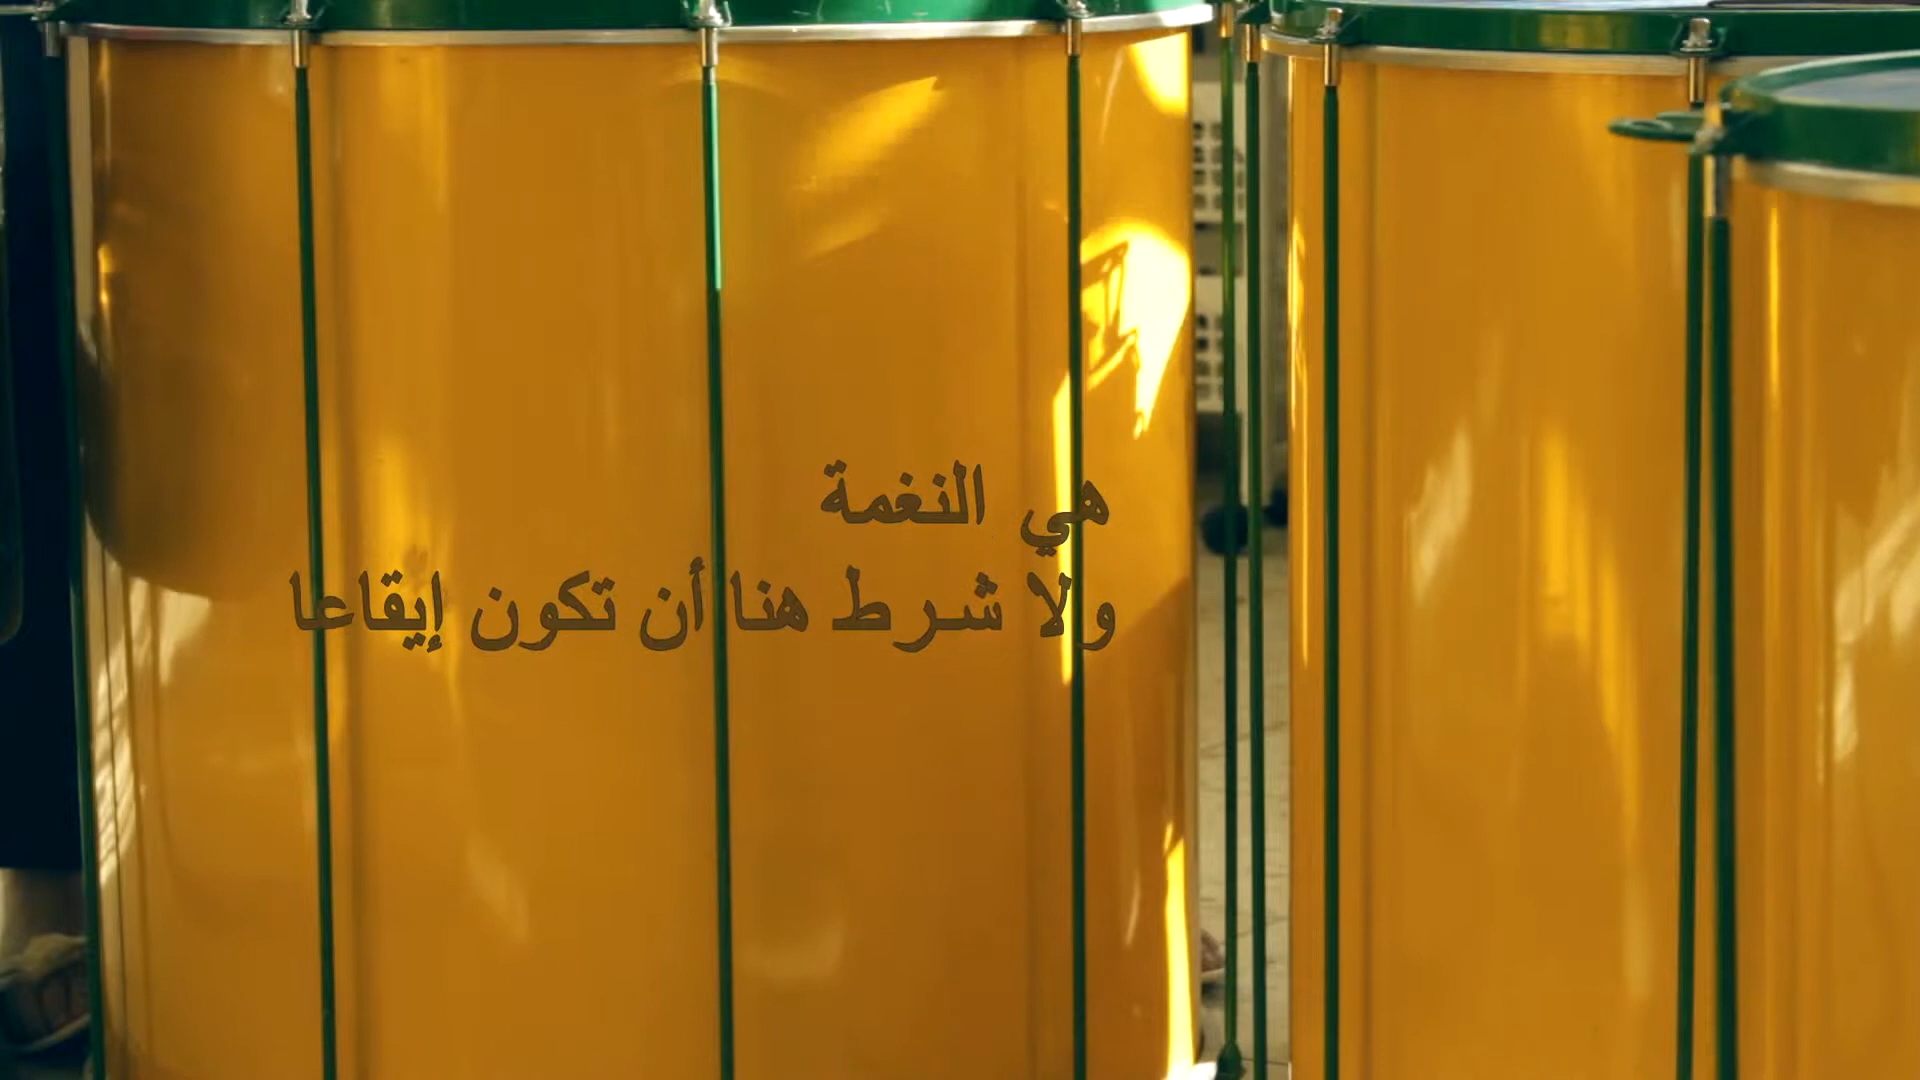 هي النغمة
ولا شرط هنا أن تكون إيقاعا